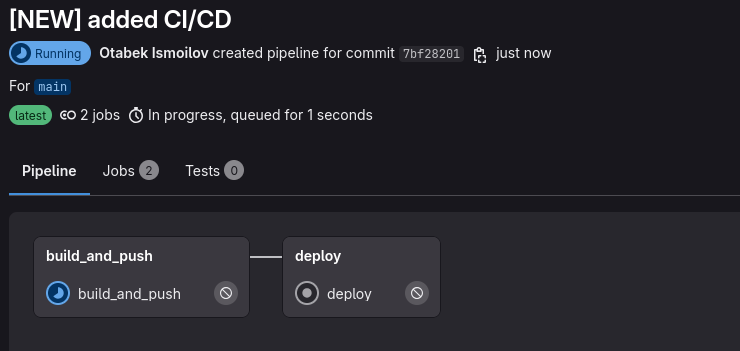 [NEW] added CI/CD
Running Otabek Ismoilov created pipeline for commit 7bf28201 just now
For main
latest 2 jobs In progress, queued for 1 seconds
Pipeline Jobs 2 Tests 0
build_and_push deploy
build_and_push deploy